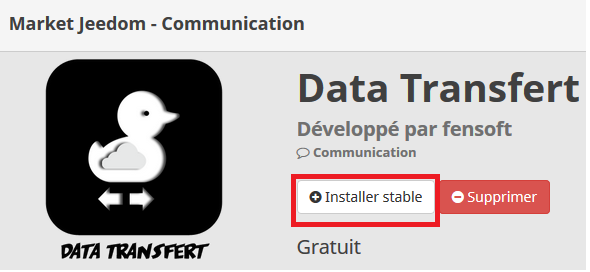 Market Jeedom - Communication
Data Transfert
Développé par fensoft
Communication
Installer stable
Supprimer
Gratuit
DATA TRANSFERT